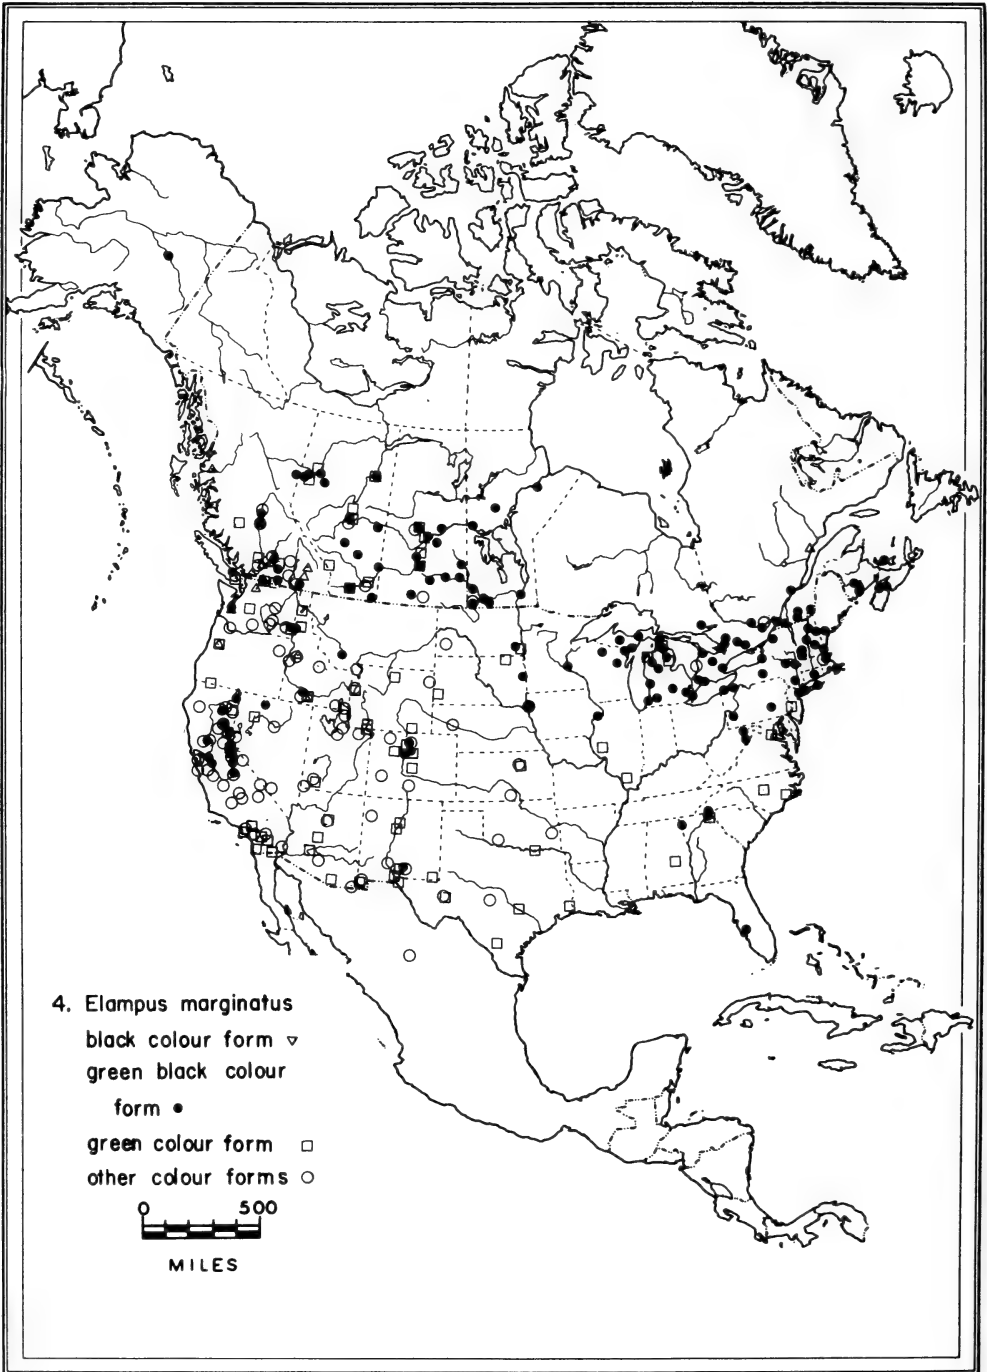 4. Elampus marginatus
black colour form ▿
green black colour
form ●
green colour form □
other colour forms ○
0 500
MILES